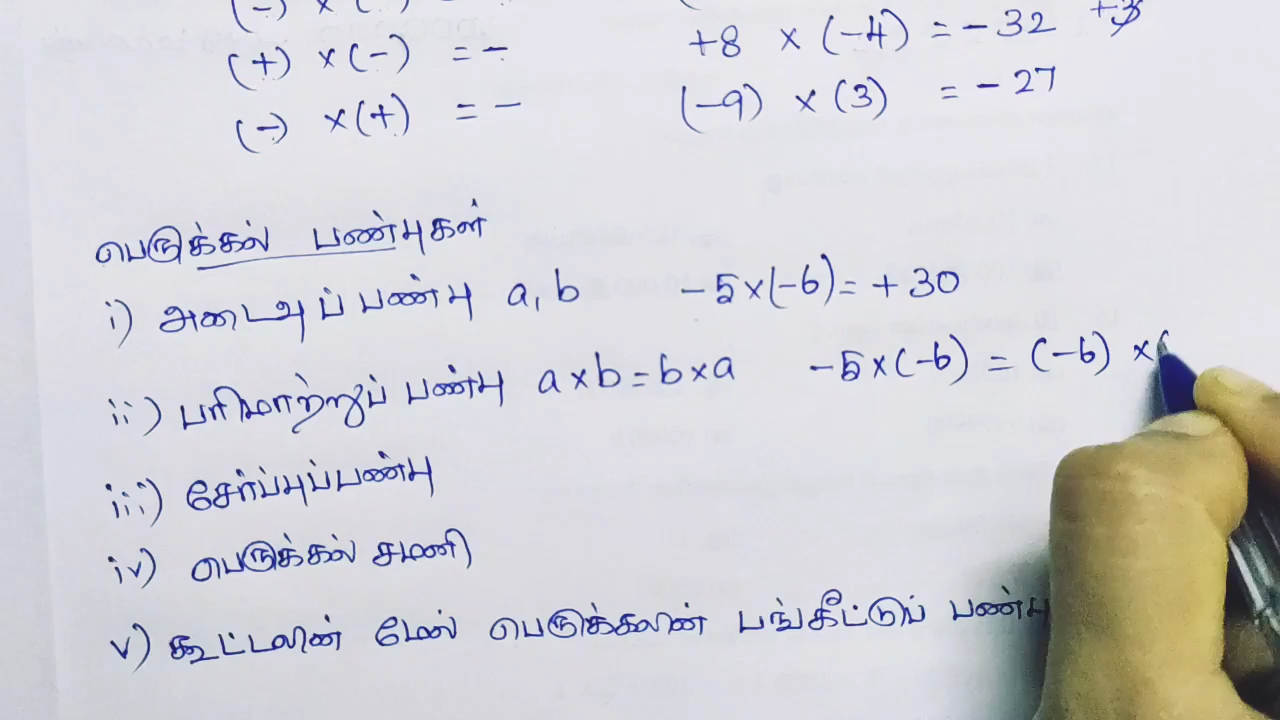 (-) ×
(+) ×(-) = -
+8 × (-4) = -32 +3
(-) ×(+) = -
(-9) × (3) = -27
பெருக்கல் பண்புகள்
i) அடைவுப் பண்பு a, b -5×(-6)= +30
ii) பரிமாற்றுப் பண்பு a×b=b×a -5×(-6) = (-6) ×(
iii) சேர்ப்புப்பண்பு
iv) பெருக்கல் சமனி
v) கூட்டலின் மேல் பெருக்கலின் பங்கீட்டுப் பண்பு